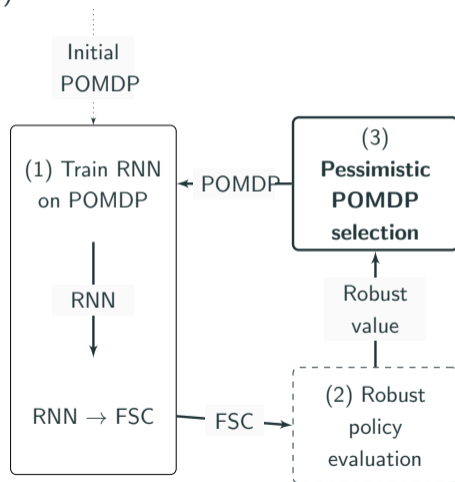 Initial
POMDP
(1) Train RNN
on POMDP
RNN
RNN → FSC
FSC
(2) Robust
policy
evaluation
Robust
value
(3)
Pessimistic
POMDP
selection
POMDP